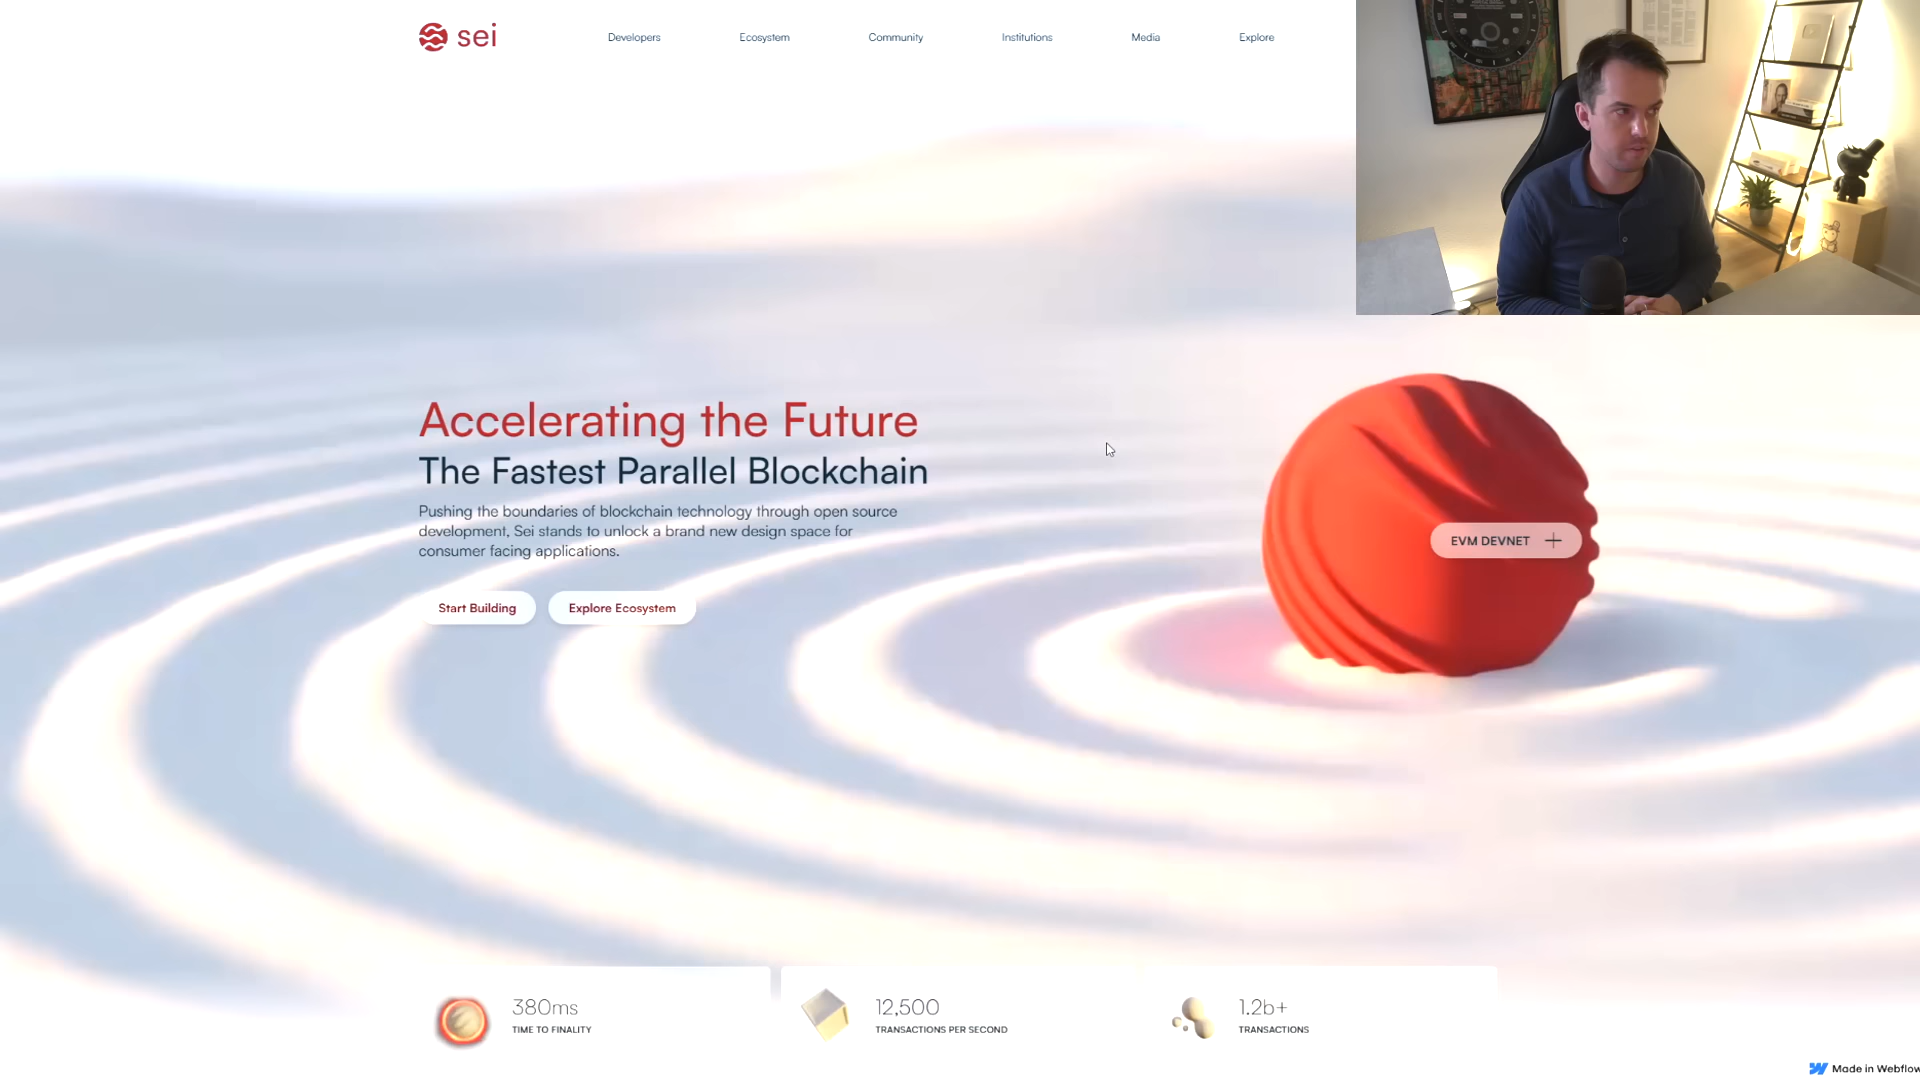 sei
Developers
Ecosystem
Community
Institutions
Media
Explore
Accelerating the Future
The Fastest Parallel Blockchain
Pushing the boundaries of blockchain technology through open source
development, Sei stands to unlock a brand new design space for
consumer facing applications.
Start Building
Explore Ecosystem
EVM DEVNET
380ms
TIME TO FINALITY
12,500
TRANSACTIONS PER SECOND
1.2b+
TRANSACTIONS
Made in Webflow